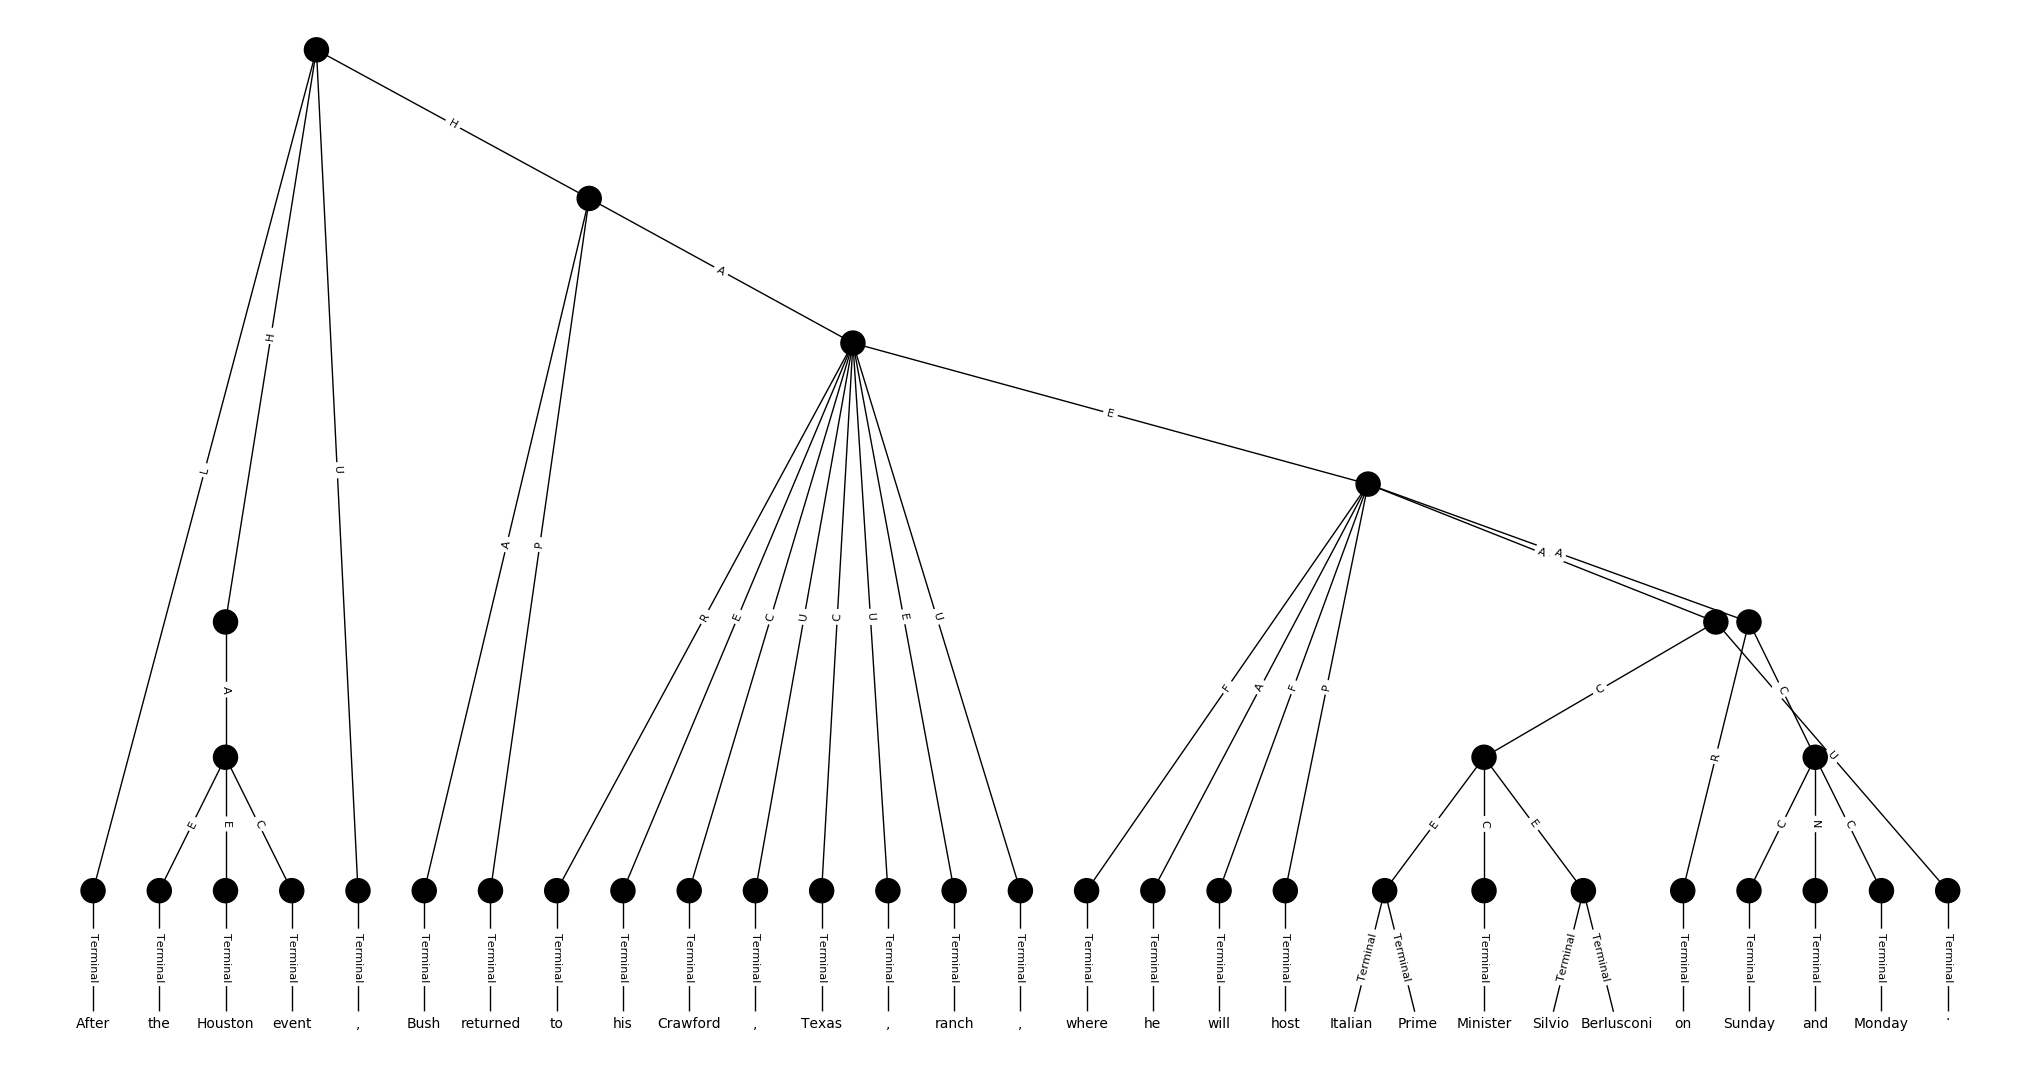 H
A
H
E
L
U
A
P
A A
R E C U C U E U
A
F A F P
C
C
R
U
E E C
E C E
C N C
Terminal Terminal Terminal Terminal Terminal Terminal Terminal Terminal Terminal Terminal Terminal Terminal Terminal Terminal Terminal Terminal Terminal Terminal Terminal Terminal Terminal Terminal Terminal Terminal Terminal Terminal Terminal Terminal Terminal
After the Houston event , Bush returned to his Crawford , Texas , ranch , where he will host Italian Prime Minister Silvio Berlusconi on Sunday and Monday .